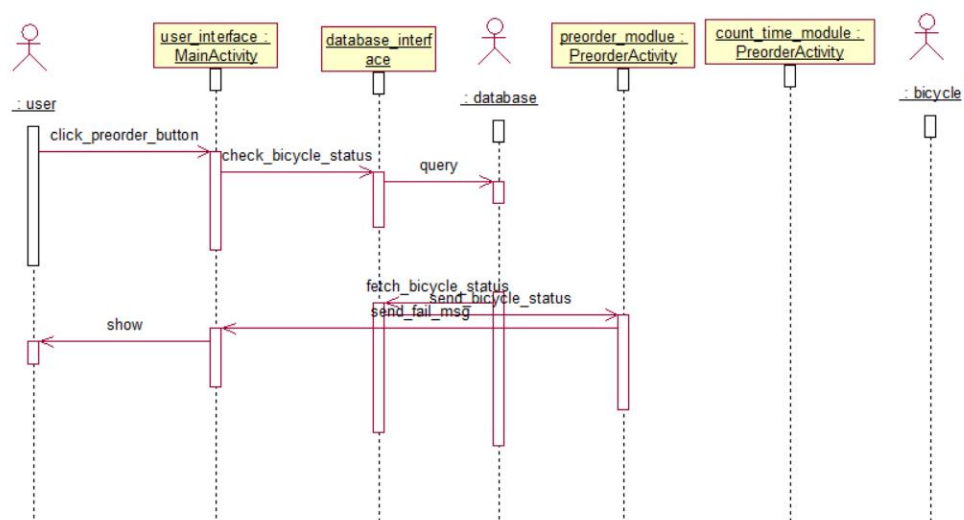 user_interface :
MainActivity
database_interf
ace
preorder_modlue :
PreorderActivity
count_time_module :
PreorderActivity
: user
: database
: bicycle
click_preorder_button
check_bicycle_status
query
fetch_bicycle_status
send_bicycle_status
send_fail_msg
show